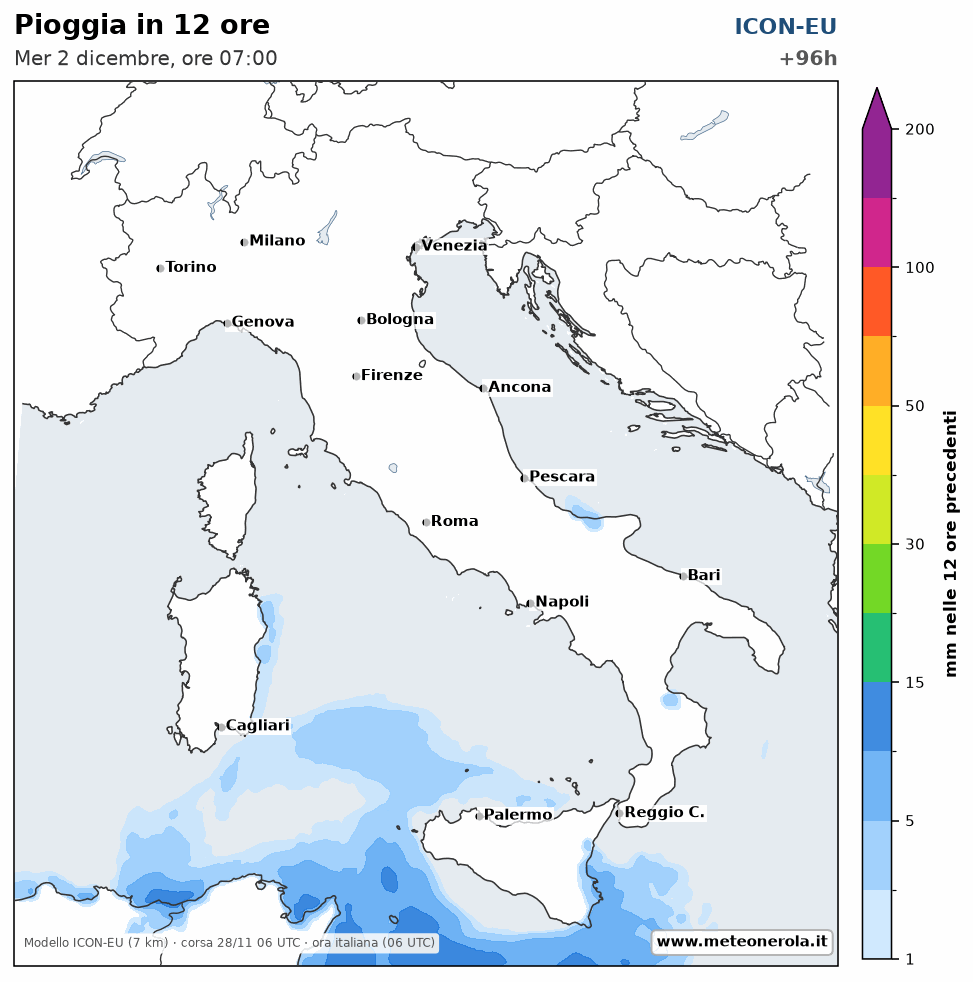 Pioggia in 12 ore
ICON-EU
Mer 2 dicembre, ore 07:00
+96h
Milano
Venezia
Torino
Genova
Bologna
Firenze
Ancona
Pescara
Roma
Bari
Napoli
Cagliari
Palermo
Reggio C.
200
100
50
30
15
5
1
mm nelle 12 ore precedenti
Modello ICON-EU (7 km) · corsa 28/11 06 UTC · ora italiana (06 UTC)
www.meteonerola.it